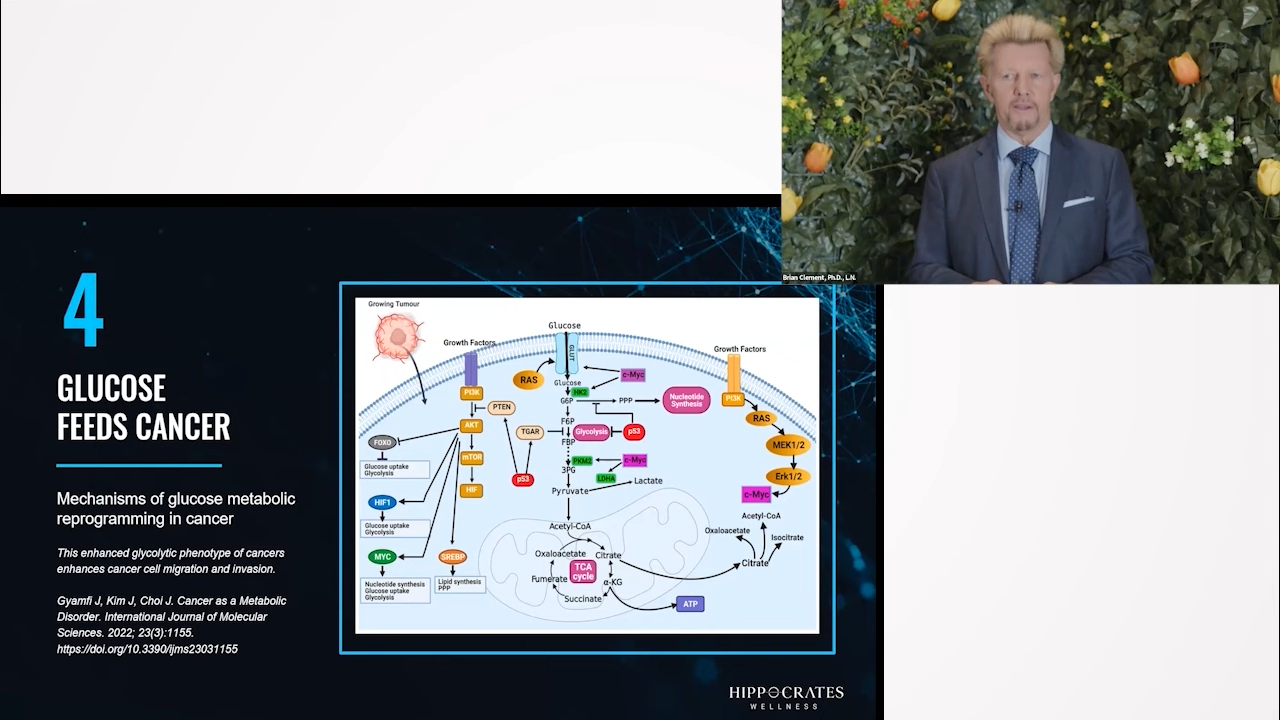 Brian Clement, Ph.D., L.N.
4
GLUCOSE
FEEDS CANCER
Mechanisms of glucose metabolic
reprogramming in cancer
This enhanced glycolytic phenotype of cancers
enhances cancer cell migration and invasion.
Gyamfi J, Kim J, Choi J. Cancer as a Metabolic
Disorder. International Journal of Molecular
Sciences. 2022; 23(3):1155.
https://doi.org/10.3390/ijms23031155
Growing Tumour
Growth Factors
Glucose
GLUT
Growth Factors
PI3K
RAS
Glucose
HK2
c-Myc
PTEN
G6P
PPP
Nucleotide
Synthesis
PI3K
RAS
AKT
TGAR
F6P
FBP
Glycolysis
p53
MEK1/2
FOXO
Glucose uptake
Glycolysis
mTOR
HIF
p53
PKM2
c-Myc
3PG
LDHA
Lactate
Pyruvate
Erk1/2
c-Myc
HIF1
Glucose uptake
Glycolysis
Acetyl-CoA
Acetyl-CoA
Oxaloacetate
Isocitrate
Citrate
MYC
Nucleotide synthesis
Glucose uptake
Glycolysis
SREBP
Lipid synthesis
PPP
Oxaloacetate
Citrate
TCA
cycle
Fumerate
α-KG
Succinate
ATP
HIPPOCRATES
WELLNESS